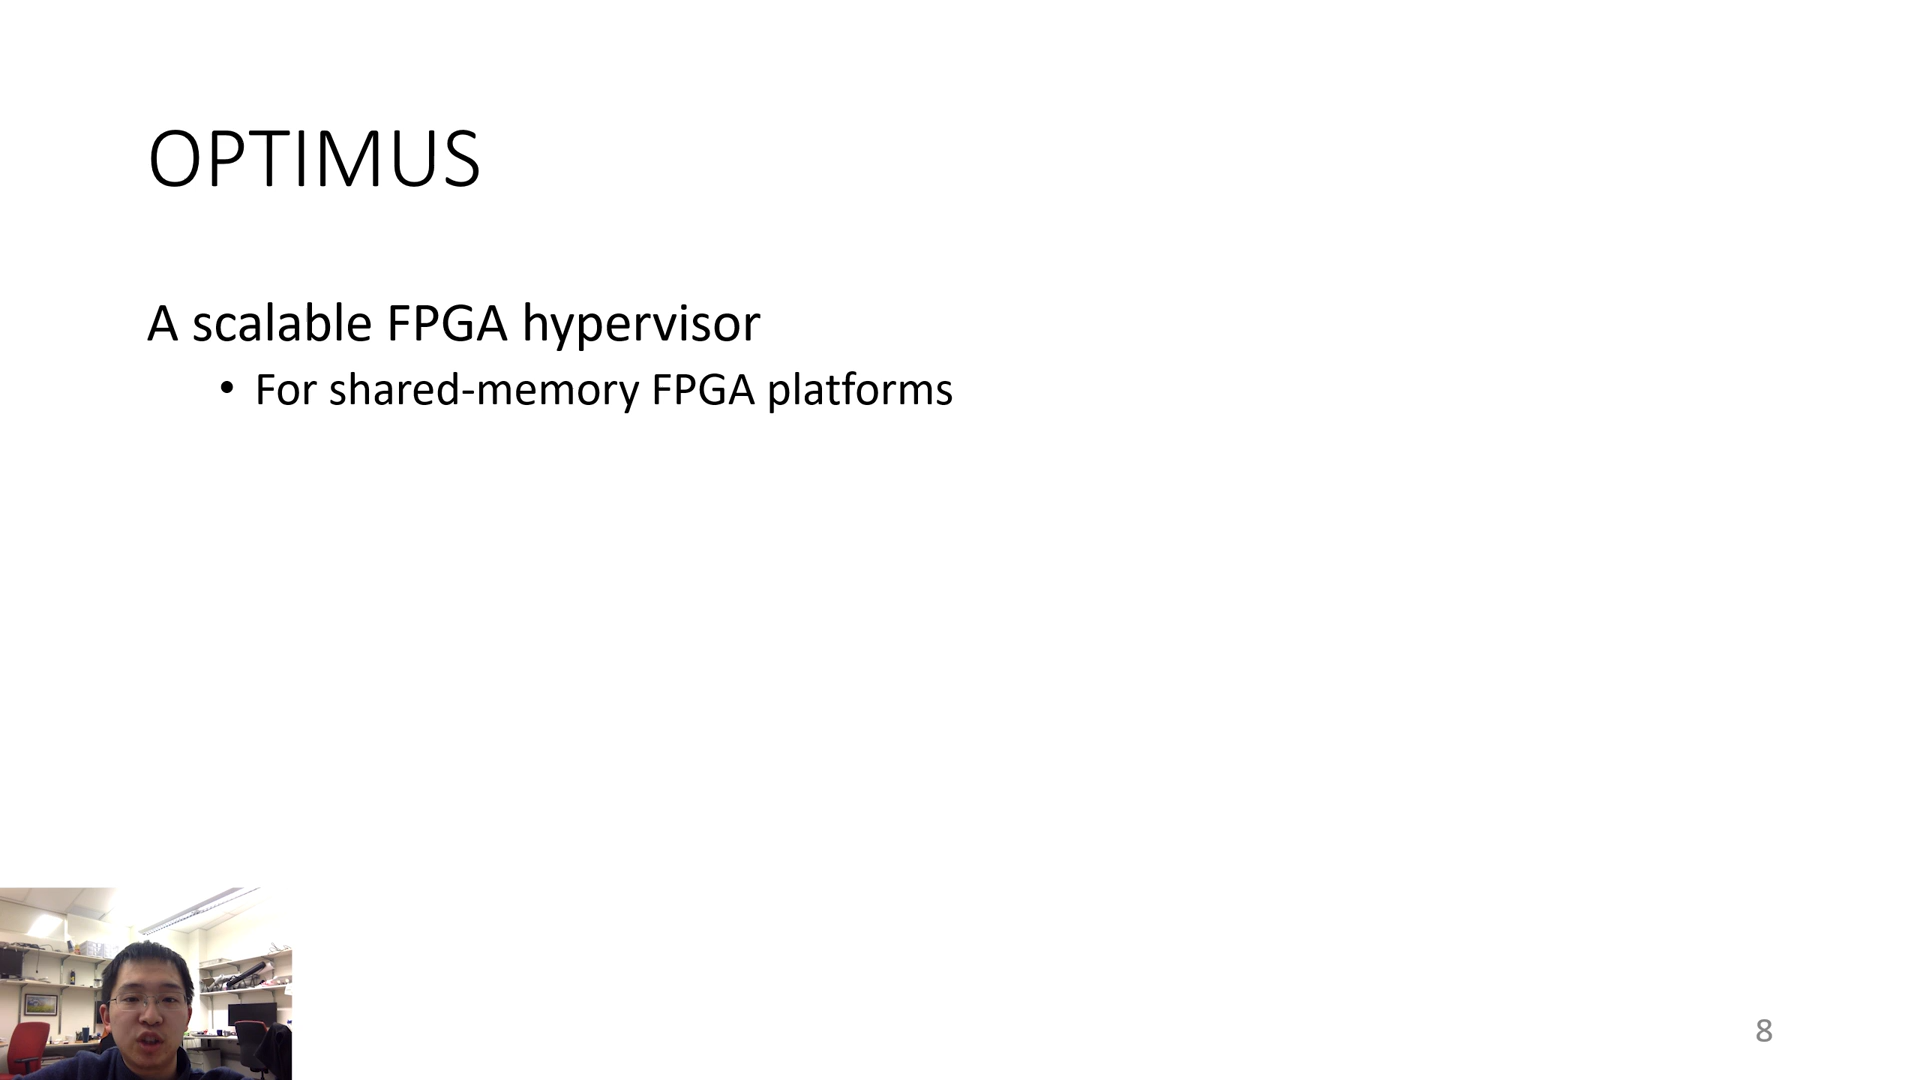 OPTIMUS
A scalable FPGA hypervisor
• For shared-memory FPGA platforms
8